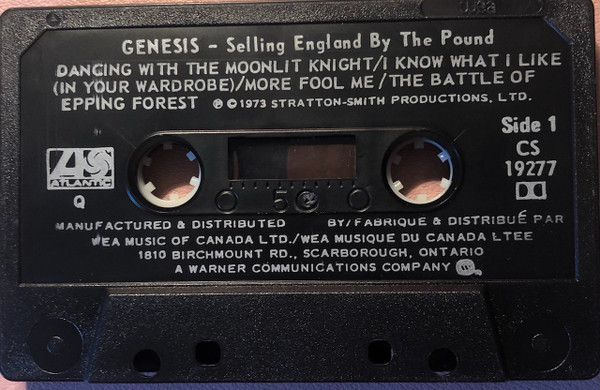 USA
GENESIS – Selling England By The Pound
DANCING WITH THE MOONLIT KNIGHT/I KNOW WHAT I LIKE
(IN YOUR WARDROBE)/MORE FOOL ME/THE BATTLE OF
EPPING FOREST ℗ © 1973 STRATTON-SMITH PRODUCTIONS, LTD.
Side 1
CS
19277
ATLANTIC
Q
50
MANUFACTURED & DISTRIBUTED BY/FABRIQUE & DISTRIBUÉ PAR
WEA MUSIC OF CANADA LTD./WEA MUSIQUE DU CANADA LTEE
1810 BIRCHMOUNT RD., SCARBOROUGH, ONTARIO
A WARNER COMMUNICATIONS COMPANY